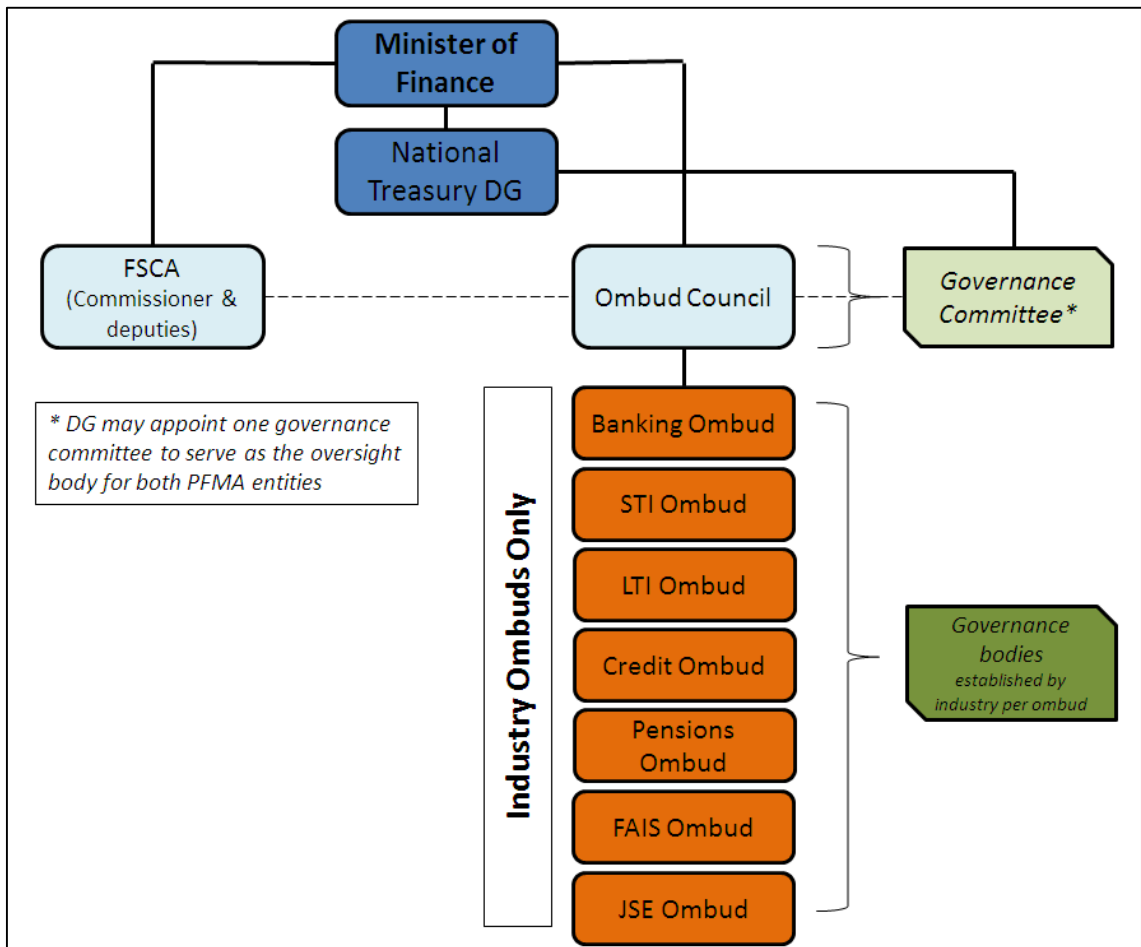 Minister of
Finance
National
Treasury DG
FSCA
(Commissioner &
deputies)
Ombud Council
Governance
Committee*
* DG may appoint one governance
committee to serve as the oversight
body for both PFMA entities
Industry Ombuds Only
Banking Ombud
STI Ombud
LTI Ombud
Credit Ombud
Pensions
Ombud
FAIS Ombud
JSE Ombud
Governance
bodies
established by
industry per ombud